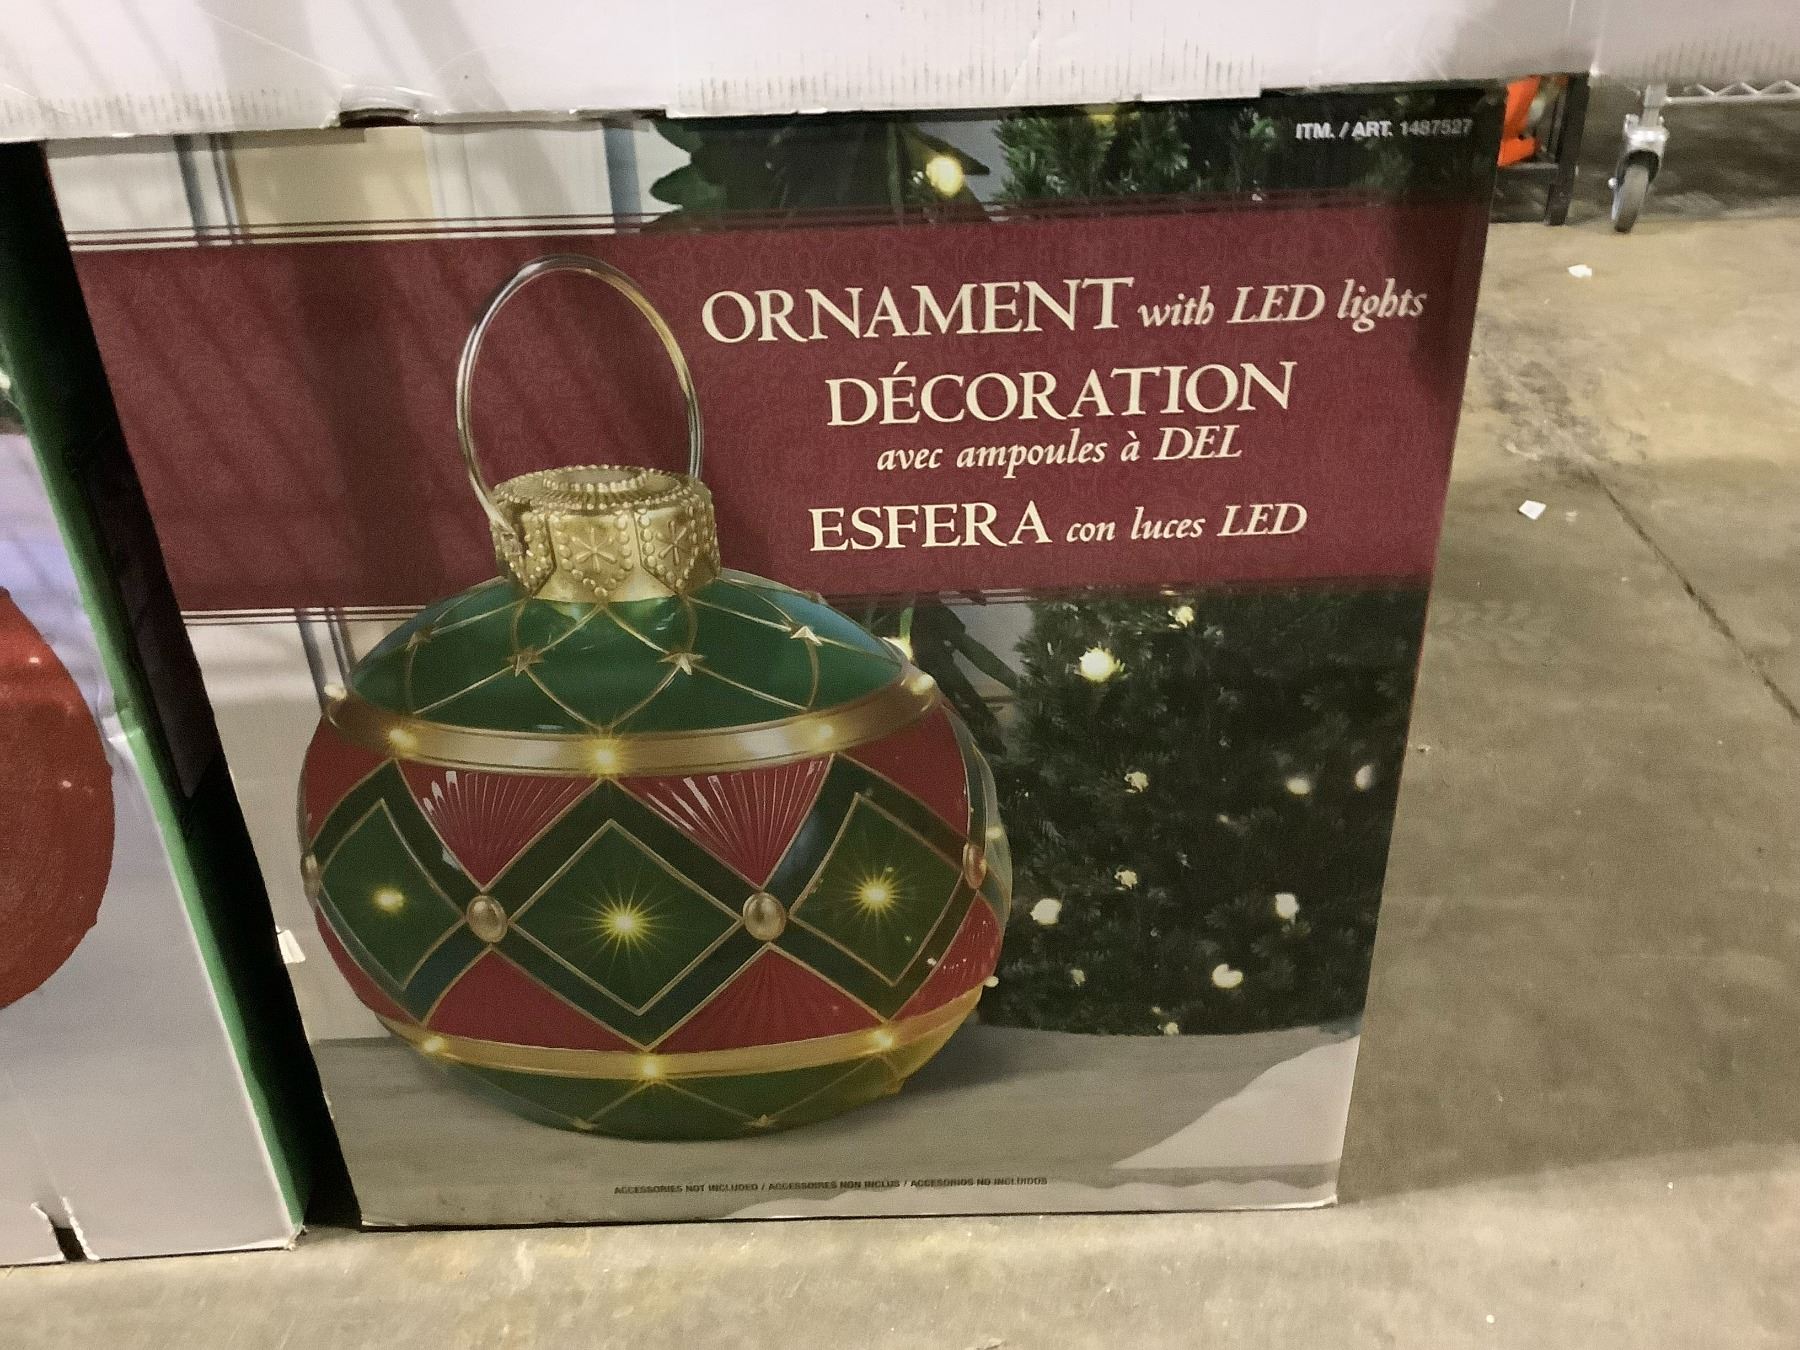 ITM. / ART. 1487527
ORNAMENT with LED lights
DÉCORATION
avec ampoules à DEL
ESFERA con luces LED
ACCESSORIES NOT INCLUDED / ACCESSOIRES NON INCLUS / ACCESORIOS NO INCLUIDOS